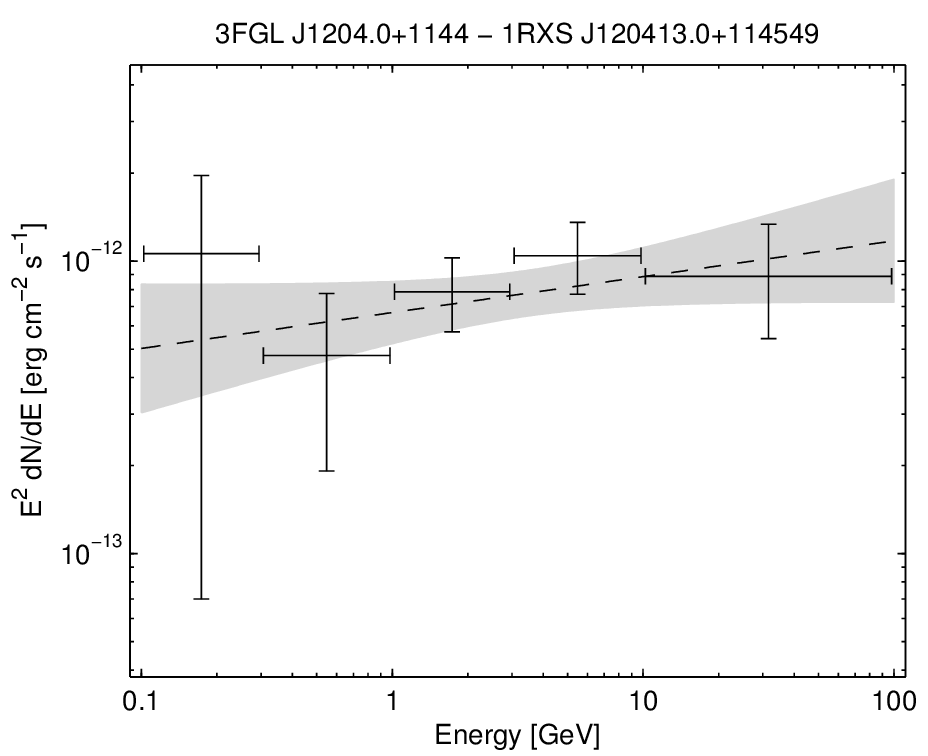 3FGL J1204.0+1144 − 1RXS J120413.0+114549
E² dN/dE [erg cm⁻² s⁻¹]
10⁻¹²
10⁻¹³
0.1 1 10 100
Energy [GeV]